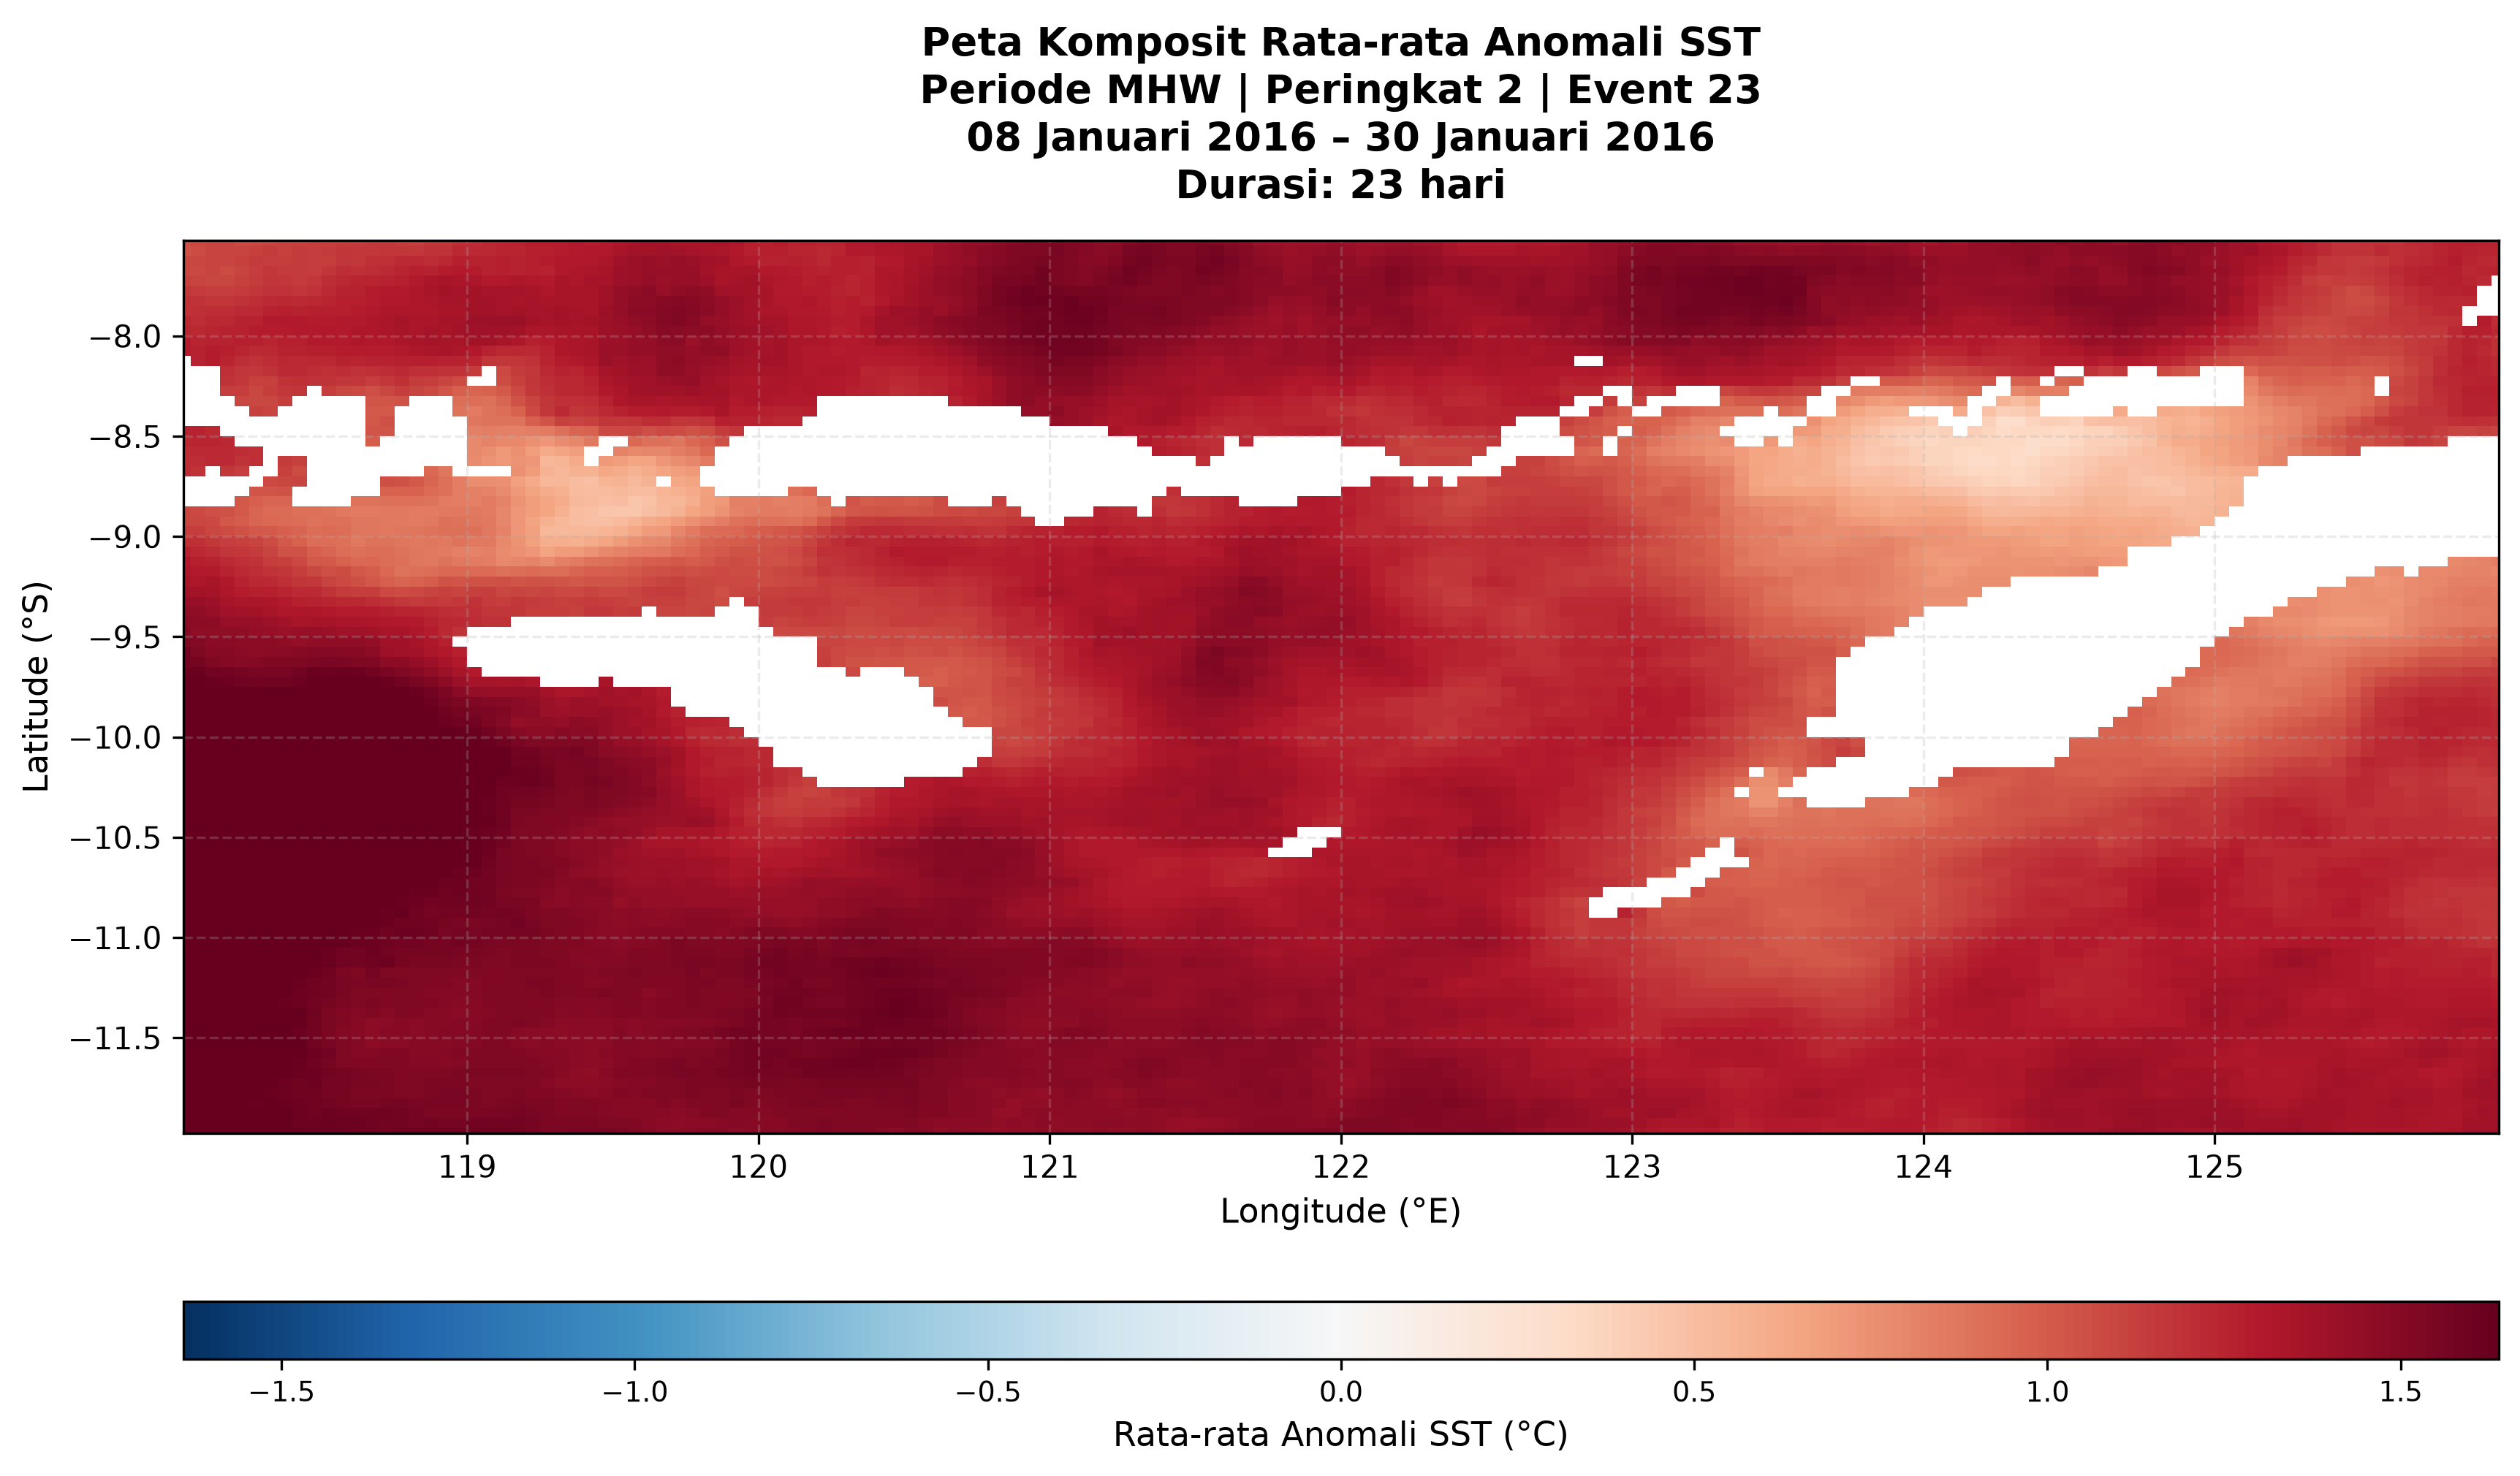 Peta Komposit Rata-rata Anomali SST
Periode MHW | Peringkat 2 | Event 23
08 Januari 2016 – 30 Januari 2016
Durasi: 23 hari
−8.0
−8.5
−9.0
−9.5
−10.0
−10.5
−11.0
−11.5
Latitude (°S)
119 120 121 122 123 124 125
Longitude (°E)
−1.5 −1.0 −0.5 0.0 0.5 1.0 1.5
Rata-rata Anomali SST (°C)